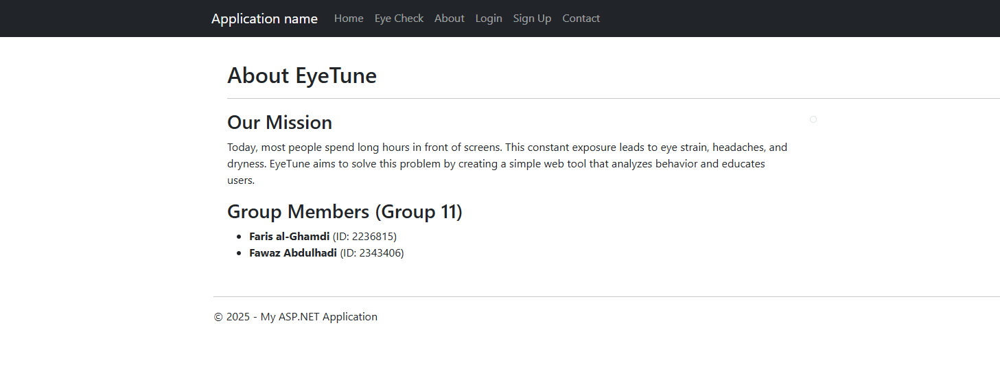 Application name Home Eye Check About Login Sign Up Contact
About EyeTune
Our Mission
Today, most people spend long hours in front of screens. This constant exposure leads to eye strain, headaches, and
dryness. EyeTune aims to solve this problem by creating a simple web tool that analyzes behavior and educates
users.
Group Members (Group 11)
• Faris al-Ghamdi (ID: 2236815)
• Fawaz Abdulhadi (ID: 2343406)
© 2025 - My ASP.NET Application